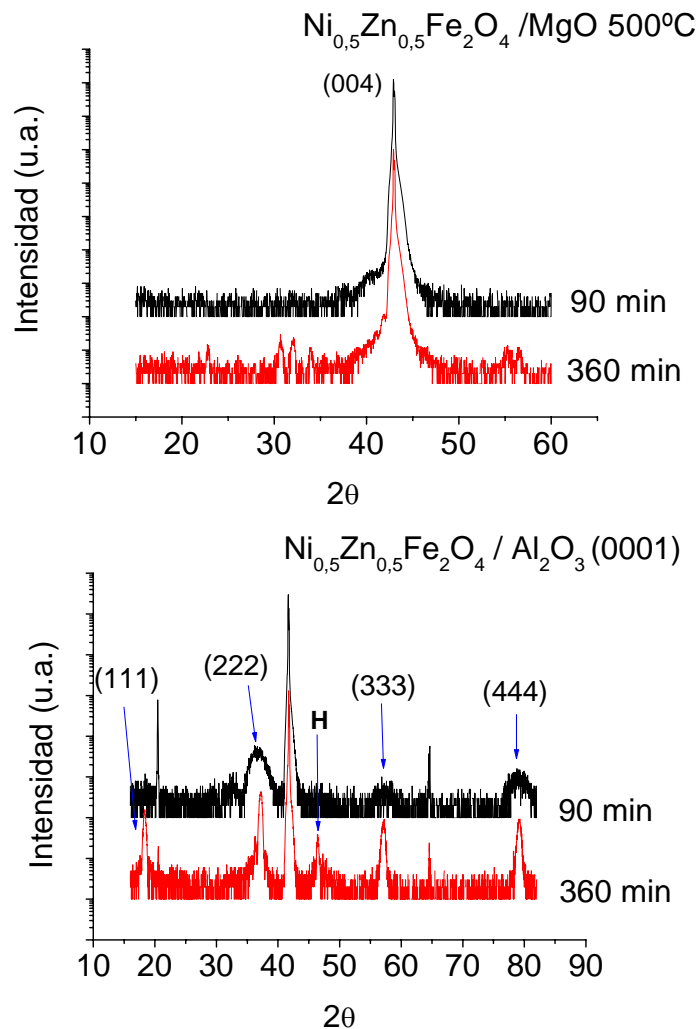 Ni0,5Zn0,5Fe2O4 /MgO 500ºC
(004)
Intensidad (u.a.)
90 min
360 min
10 20 30 40 50 60
2θ
Ni0,5Zn0,5Fe2O4 / Al2O3 (0001)
(111) (222) H (333) (444)
Intensidad (u.a.)
90 min
360 min
10 20 30 40 50 60 70 80 90
2θ